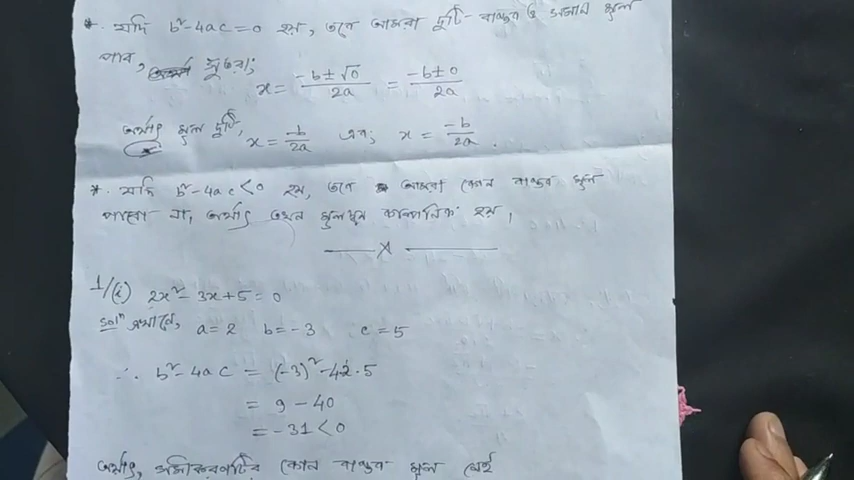 *. যদি b²-4ac=0 হয়, তবে আমরা দুটি বাস্তব ও সমান মূল
পাব, সুতরাং
x = (-b±√0)/2a = (-b±0)/2a
অর্থাৎ মূল দুটি, x = -b/2a এবং x = -b/2a .
*. যদি b²-4ac<0 হয়, তবে আমরা কোন বাস্তব মূল
পাবো না, অর্থাৎ তখন মূলদ্বয় কাল্পনিক হয়।
x
1/(i) 2x²-3x+5=0
Solⁿ এখানে, a=2 b=-3 c=5
∴ b²-4ac = (-3)²-4·2·5
= 9-40
= -31<0
অর্থাৎ, সমীকরণটির কোন বাস্তব মূল নেই